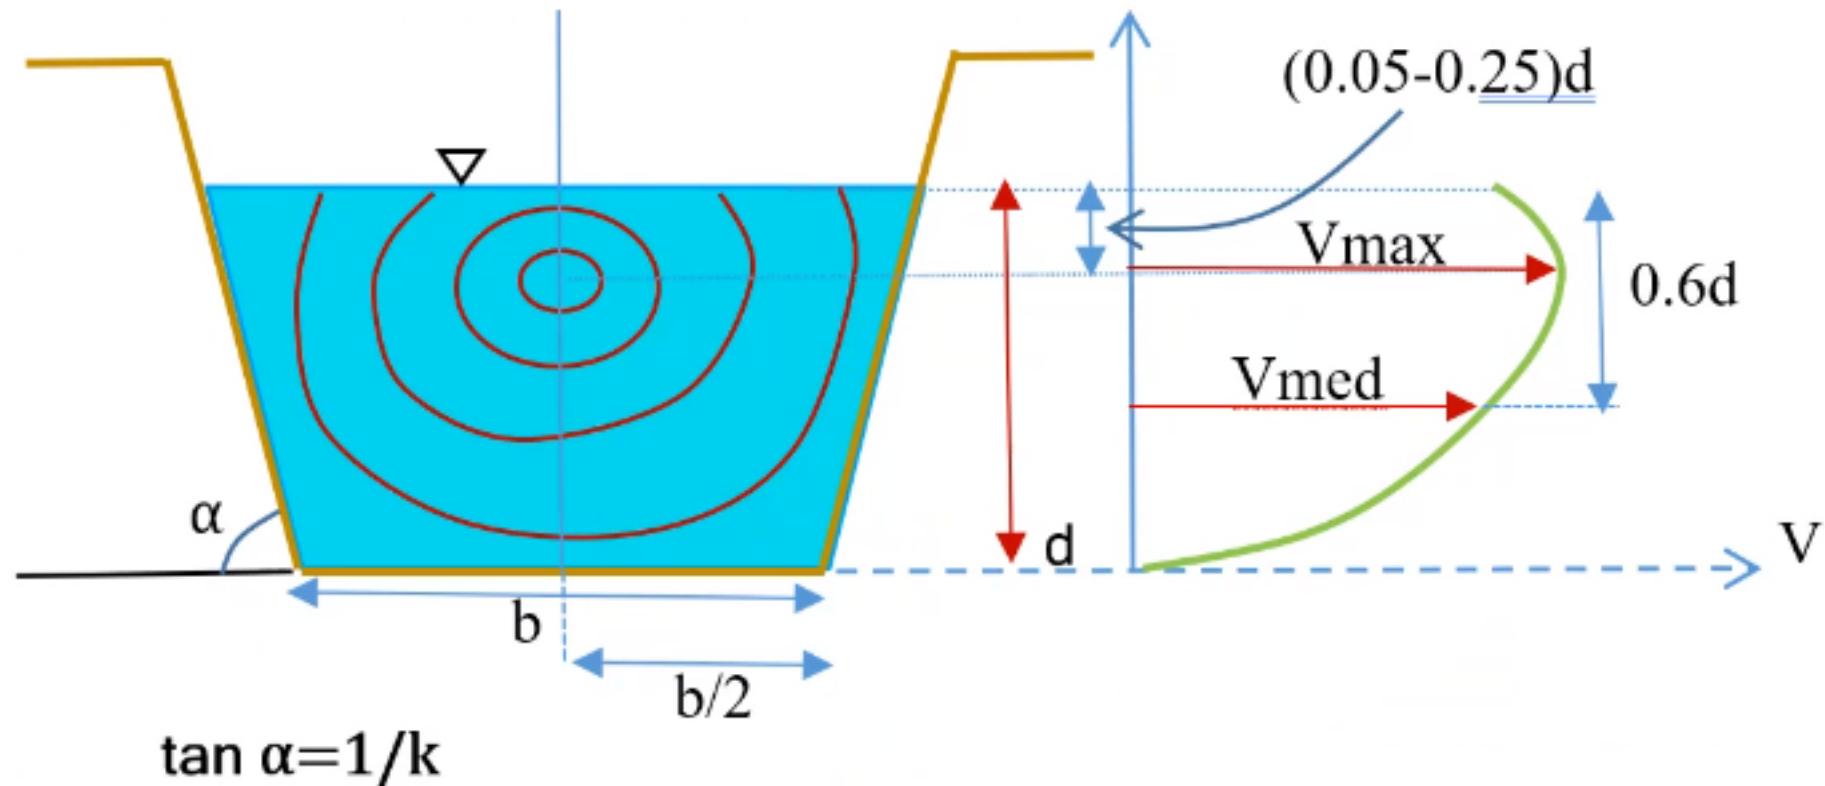 (0.05-0.25)d
Vmax
0.6d
Vmed
α
d
V
b
b/2
tan α=1/k